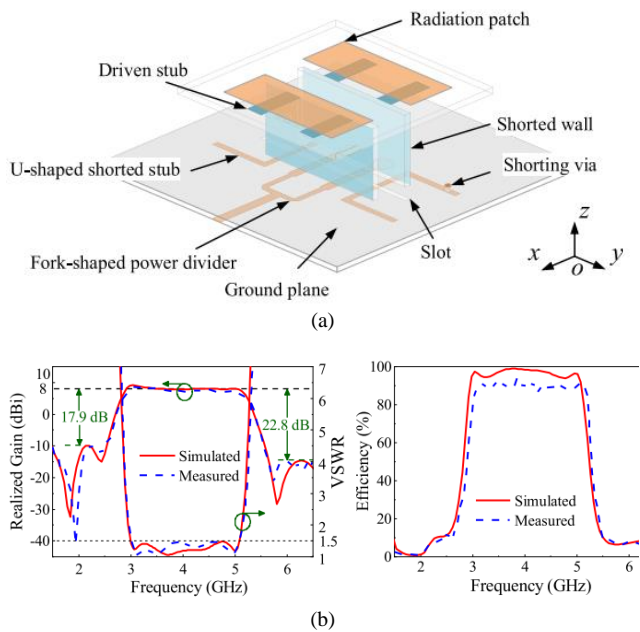 Radiation patch
Driven stub
Shorted wall
U-shaped shorted stub
Shorting via
Fork-shaped power divider
Slot
Ground plane
x
o
y
z
(a)
Realized Gain (dBi)
10
8
0
-10
-20
-30
-40
17.9 dB
22.8 dB
Simulated
Measured
7
6
5
4
3
2
1.5
1
VSWR
2 3 4 5 6
Frequency (GHz)
Efficiency (%)
100
80
60
40
20
0
Simulated
Measured
2 3 4 5 6
Frequency (GHz)
(b)